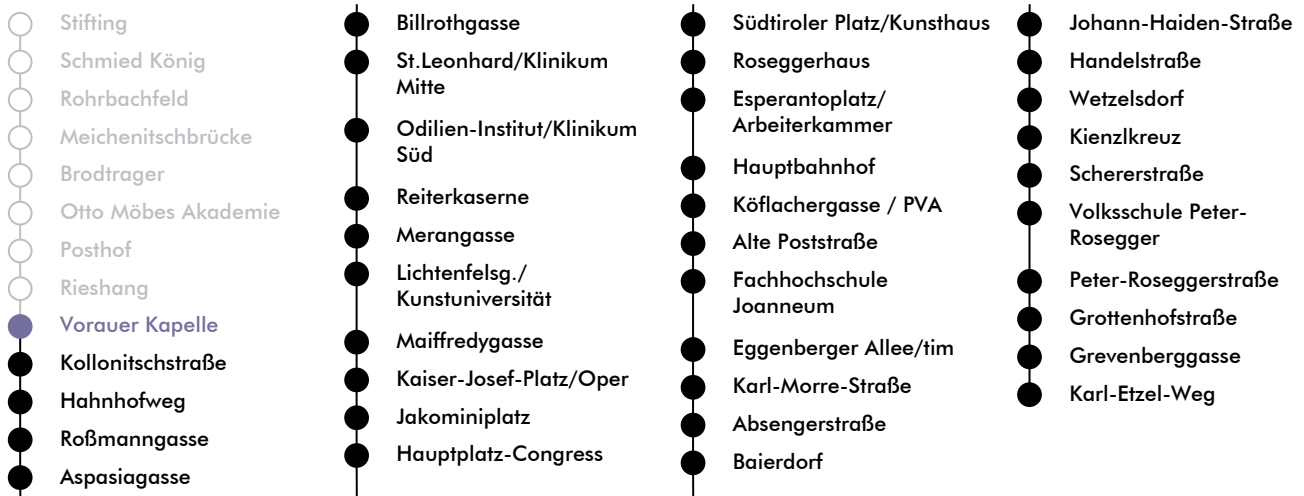 Stifting
Schmied König
Rohrbachfeld
Meichenitschbrücke
Brodtrager
Otto Möbes Akademie
Posthof
Rieshang
Vorauer Kapelle
Kollonitschstraße
Hahnhofweg
Roßmanngasse
Aspasiagasse
Billrothgasse
St.Leonhard/Klinikum
Mitte
Odilien-Institut/Klinikum
Süd
Reiterkaserne
Merangasse
Lichtenfelsg./
Kunstuniversität
Maiffredygasse
Kaiser-Josef-Platz/Oper
Jakominiplatz
Hauptplatz-Congress
Südtiroler Platz/Kunsthaus
Roseggerhaus
Esperantoplatz/
Arbeiterkammer
Hauptbahnhof
Köflachergasse / PVA
Alte Poststraße
Fachhochschule
Joanneum
Eggenberger Allee/tim
Karl-Morre-Straße
Absengerstraße
Baierdorf
Johann-Haiden-Straße
Handelstraße
Wetzelsdorf
Kienzlkreuz
Schererstraße
Volksschule Peter-
Rosegger
Peter-Roseggerstraße
Grottenhofstraße
Grevenberggasse
Karl-Etzel-Weg